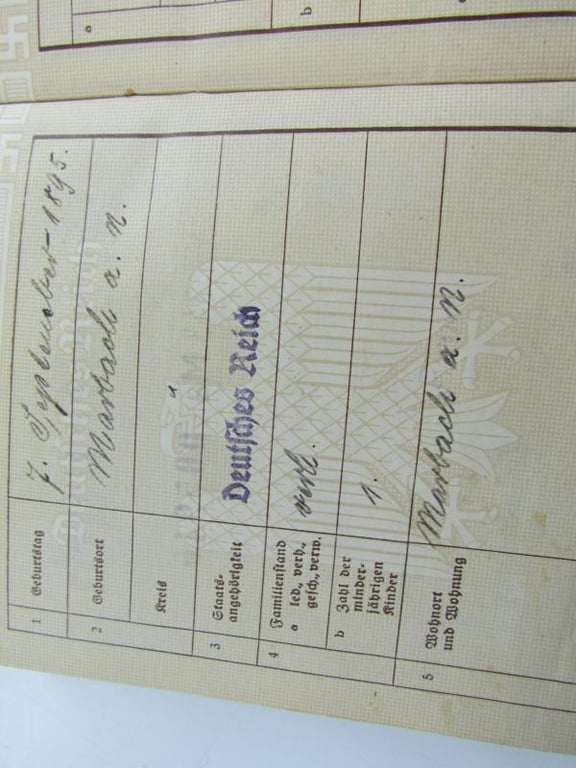 a
b
1 Geburtstag 7. September 1895.
2 Geburtsort Marbach a. N.
Kreis "
3 Staats-
angehörigkeit Deutsches Reich
4 Familienstand
a led., verh.,
gesch., verw. verh.
b Zahl der
minder-
jährigen
Kinder 1.
5 Wohnort
und Wohnung Marbach a. N.